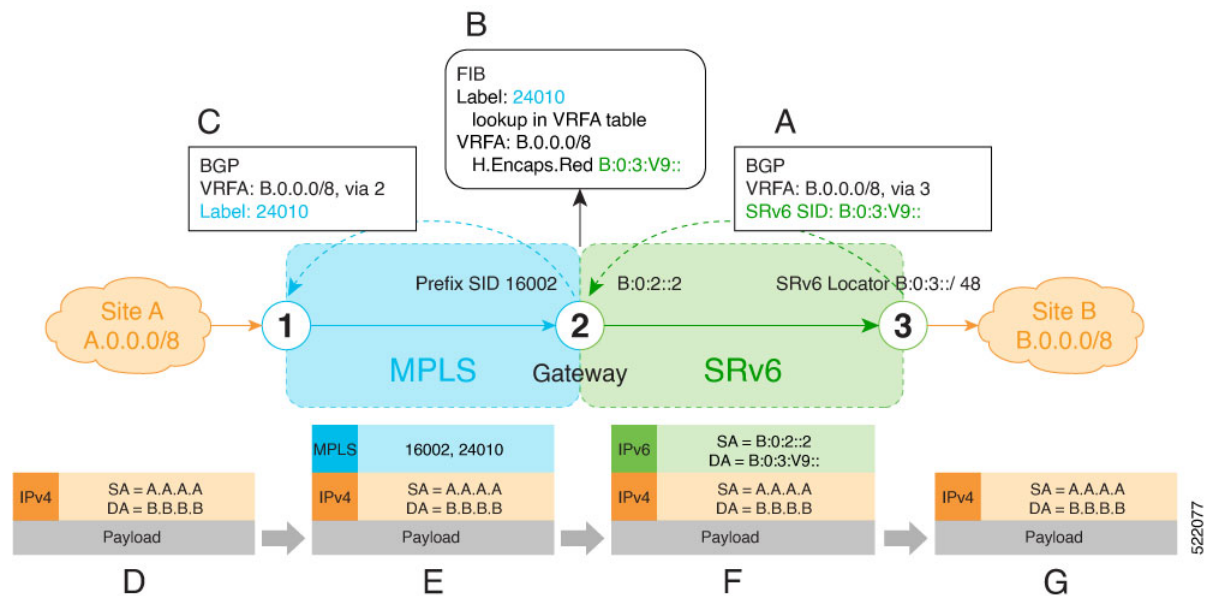 B
FIB
Label: 24010
lookup in VRFA table
VRFA: B.0.0.0/8
H.Encaps.Red B:0:3:V9::
C
BGP
VRFA: B.0.0.0/8, via 2
Label: 24010
A
BGP
VRFA: B.0.0.0/8, via 3
SRv6 SID: B:0:3:V9::
Prefix SID 16002
B:0:2::2
SRv6 Locator B:0:3::/ 48
Site A
A.0.0.0/8
1
2
3
Site B
B.0.0.0/8
MPLS
Gateway
SRv6
IPv4
SA = A.A.A.A
DA = B.B.B.B
Payload
D
MPLS
16002, 24010
IPv4
SA = A.A.A.A
DA = B.B.B.B
Payload
E
IPv6
SA = B:0:2::2
DA = B:0:3:V9::
IPv4
SA = A.A.A.A
DA = B.B.B.B
Payload
F
IPv4
SA = A.A.A.A
DA = B.B.B.B
Payload
G
522077